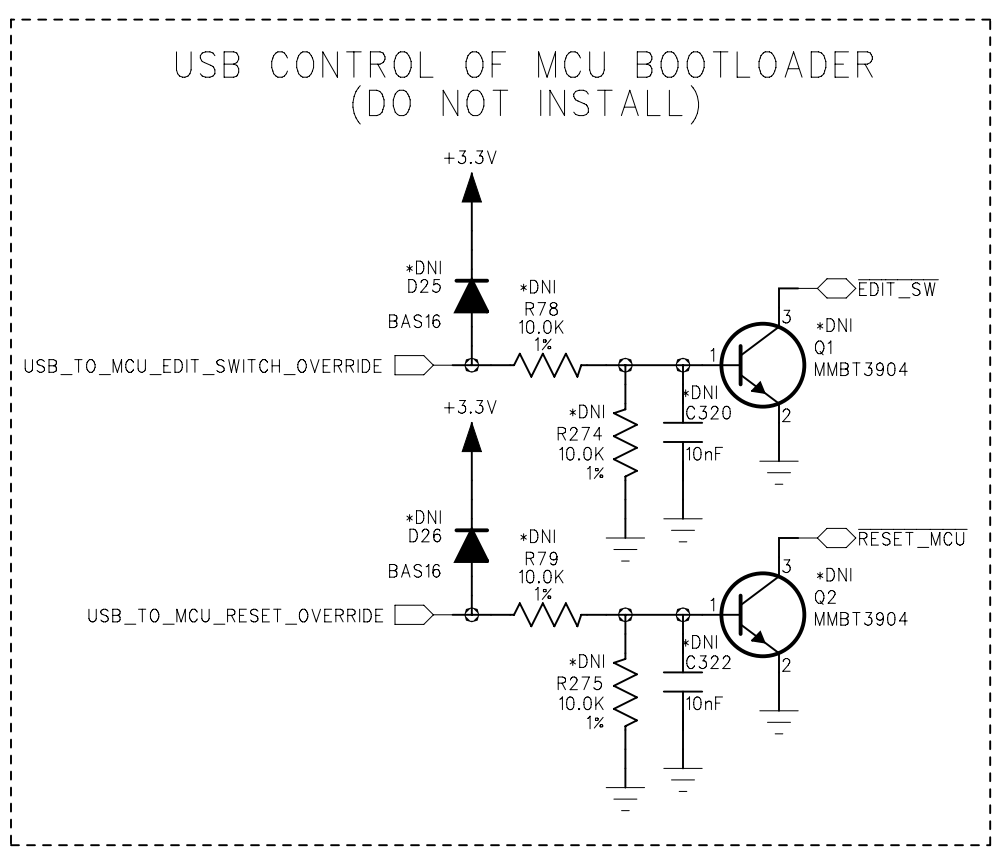 USB CONTROL OF MCU BOOTLOADER
(DO NOT INSTALL)
+3.3V
*DNI
D25
BAS16
*DNI
R78
10.0K
1%
USB_TO_MCU_EDIT_SWITCH_OVERRIDE
*DNI
R274
10.0K
1%
*DNI
C320
10nF
EDIT_SW
3
1
2
*DNI
Q1
MMBT3904
+3.3V
*DNI
D26
BAS16
*DNI
R79
10.0K
1%
USB_TO_MCU_RESET_OVERRIDE
*DNI
R275
10.0K
1%
*DNI
C322
10nF
RESET_MCU
3
1
2
*DNI
Q2
MMBT3904